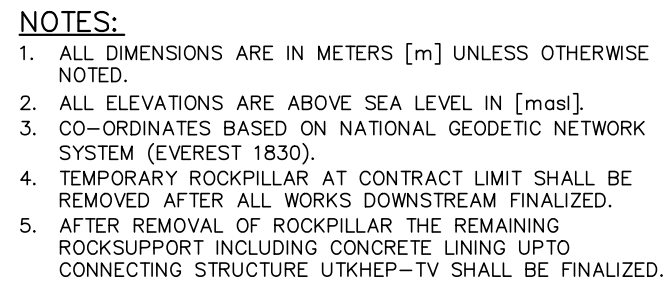 NOTES:
1. ALL DIMENSIONS ARE IN METERS [m] UNLESS OTHERWISE
NOTED.
2. ALL ELEVATIONS ARE ABOVE SEA LEVEL IN [masl].
3. CO-ORDINATES BASED ON NATIONAL GEODETIC NETWORK
SYSTEM (EVEREST 1830).
4. TEMPORARY ROCKPILLAR AT CONTRACT LIMIT SHALL BE
REMOVED AFTER ALL WORKS DOWNSTREAM FINALIZED.
5. AFTER REMOVAL OF ROCKPILLAR THE REMAINING
ROCKSUPPORT INCLUDING CONCRETE LINING UPTO
CONNECTING STRUCTURE UTKHEP-TV SHALL BE FINALIZED.